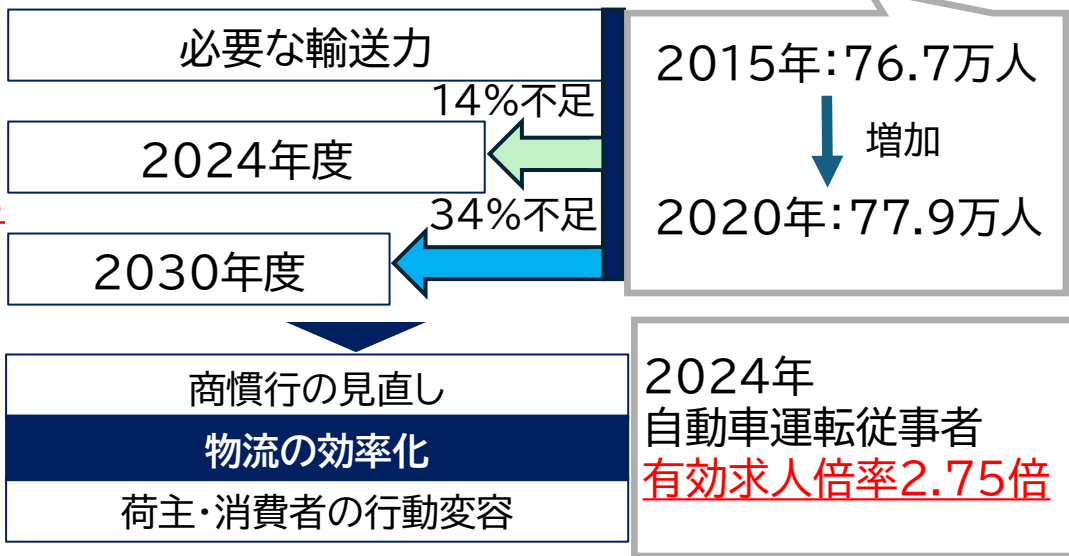 必要な輸送力
14%不足
2024年度
34%不足
2030年度
2015年：76.7万人
増加
2020年：77.9万人
商慣行の見直し
物流の効率化
荷主・消費者の行動変容
2024年
自動車運転従事者
有効求人倍率2.75倍